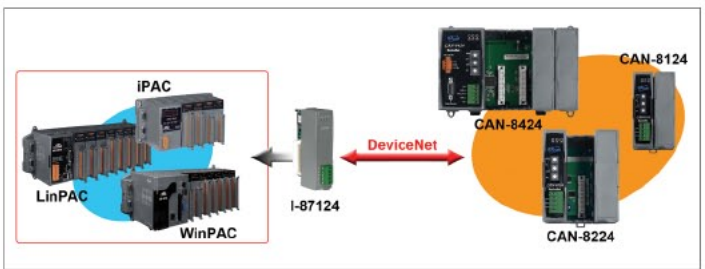 iPAC
LinPAC
WinPAC
I-87124
DeviceNet
CAN-8424
CAN-8124
CAN-8224